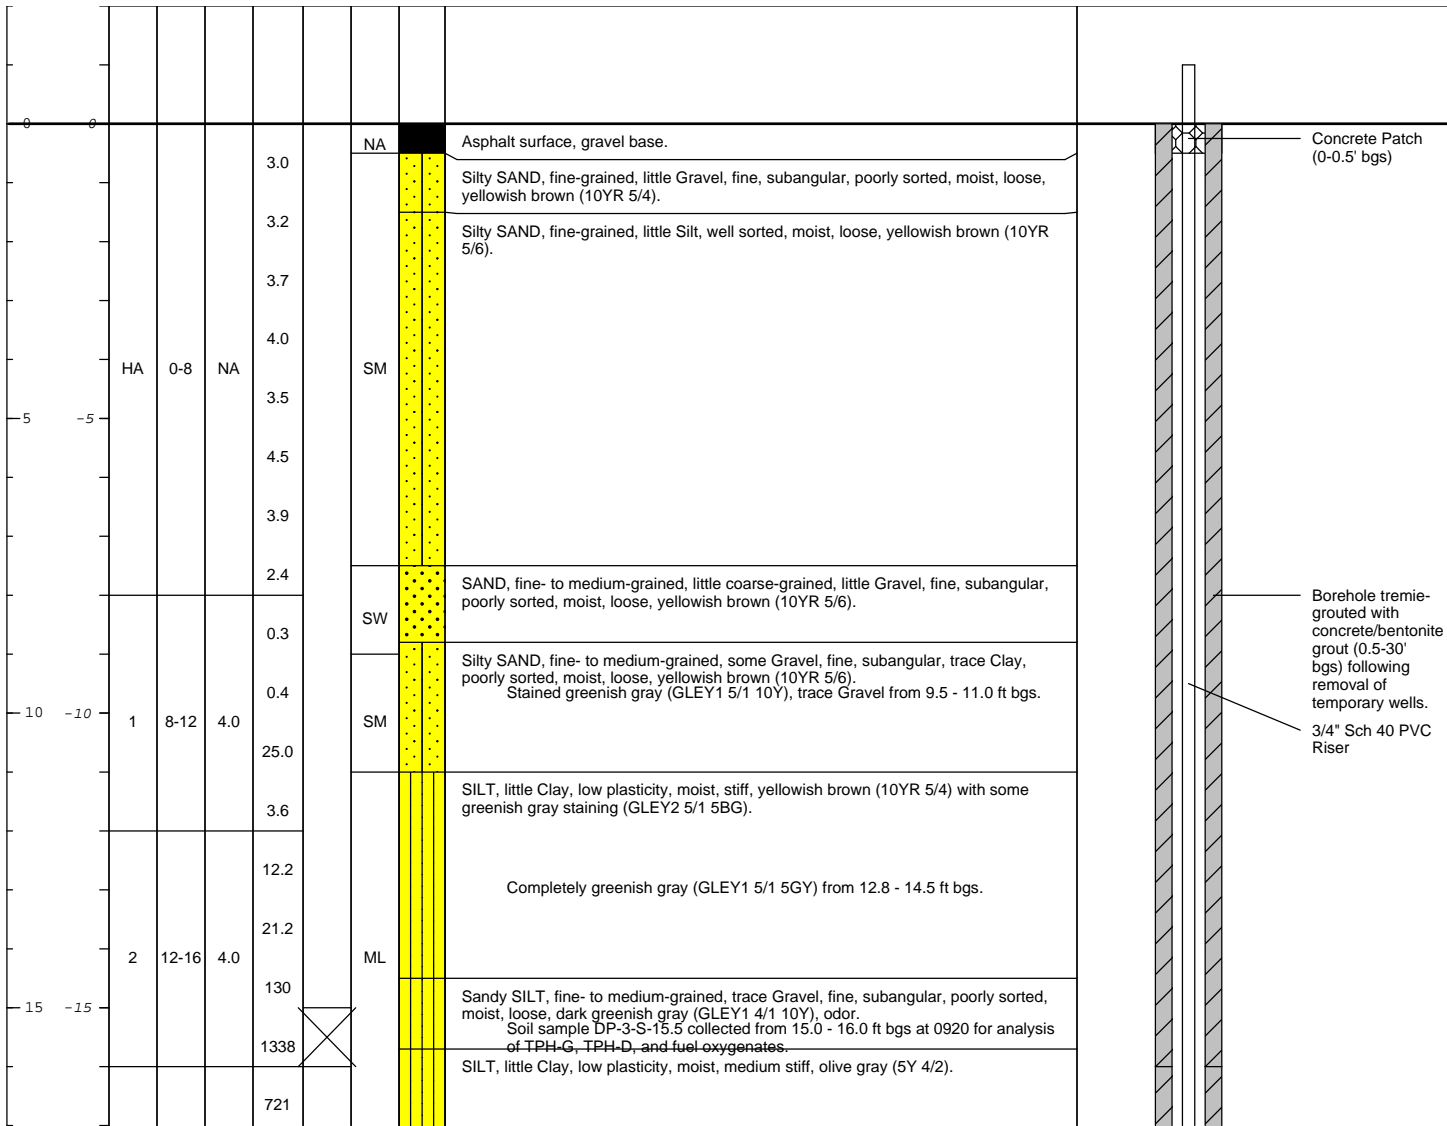 0 0
NA
Asphalt surface, gravel base.
Concrete Patch
(0-0.5' bgs)
3.0
Silty SAND, fine-grained, little Gravel, fine, subangular, poorly sorted, moist, loose,
yellowish brown (10YR 5/4).
3.2
Silty SAND, fine-grained, little Silt, well sorted, moist, loose, yellowish brown (10YR
5/6).
3.7
4.0
HA 0-8 NA SM
3.5
5 -5
4.5
3.9
2.4
SAND, fine- to medium-grained, little coarse-grained, little Gravel, fine, subangular,
poorly sorted, moist, loose, yellowish brown (10YR 5/6).
SW
Borehole tremie-
grouted with
concrete/bentonite
grout (0.5-30'
bgs) following
removal of
temporary wells.
0.3
Silty SAND, fine- to medium-grained, some Gravel, fine, subangular, trace Clay,
poorly sorted, moist, loose, yellowish brown (10YR 5/6).
0.4
Stained greenish gray (GLEY1 5/1 10Y), trace Gravel from 9.5 - 11.0 ft bgs.
10 -10
1 8-12 4.0 SM
3/4" Sch 40 PVC
Riser
25.0
SILT, little Clay, low plasticity, moist, stiff, yellowish brown (10YR 5/4) with some
greenish gray staining (GLEY2 5/1 5BG).
3.6
12.2
Completely greenish gray (GLEY1 5/1 5GY) from 12.8 - 14.5 ft bgs.
21.2
2 12-16 4.0 ML
130
Sandy SILT, fine- to medium-grained, trace Gravel, fine, subangular, poorly sorted,
moist, loose, dark greenish gray (GLEY1 4/1 10Y), odor.
15 -15
Soil sample DP-3-S-15.5 collected from 15.0 - 16.0 ft bgs at 0920 for analysis
of TPH-G, TPH-D, and fuel oxygenates.
1338
SILT, little Clay, low plasticity, moist, medium stiff, olive gray (5Y 4/2).
721